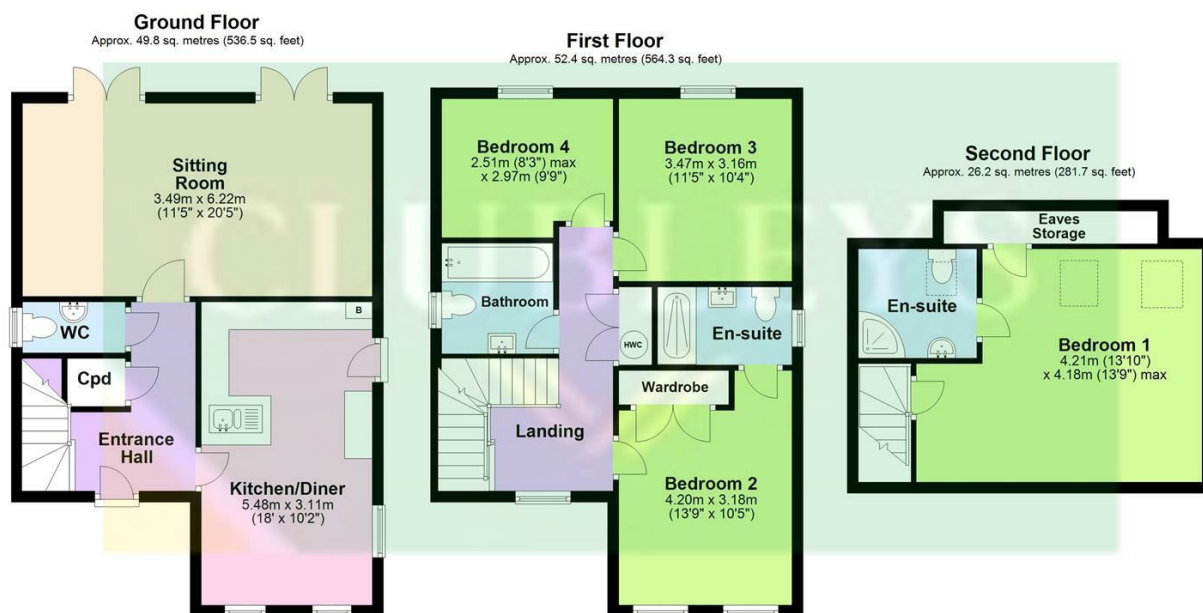 Ground Floor
Approx. 49.8 sq. metres (536.5 sq. feet)
Sitting
Room
3.49m x 6.22m
(11'5" x 20'5")
WC
Cpd
Entrance
Hall
B
Kitchen/Diner
5.48m x 3.11m
(18' x 10'2")
First Floor
Approx. 52.4 sq. metres (564.3 sq. feet)
Bedroom 4
2.51m (8'3") max
x 2.97m (9'9")
Bedroom 3
3.47m x 3.16m
(11'5" x 10'4")
Bathroom
HWC
En-suite
Wardrobe
Landing
Bedroom 2
4.20m x 3.18m
(13'9" x 10'5")
Second Floor
Approx. 26.2 sq. metres (281.7 sq. feet)
Eaves
Storage
En-suite
Bedroom 1
4.21m (13'10")
x 4.18m (13'9") max
CLUBLEYS